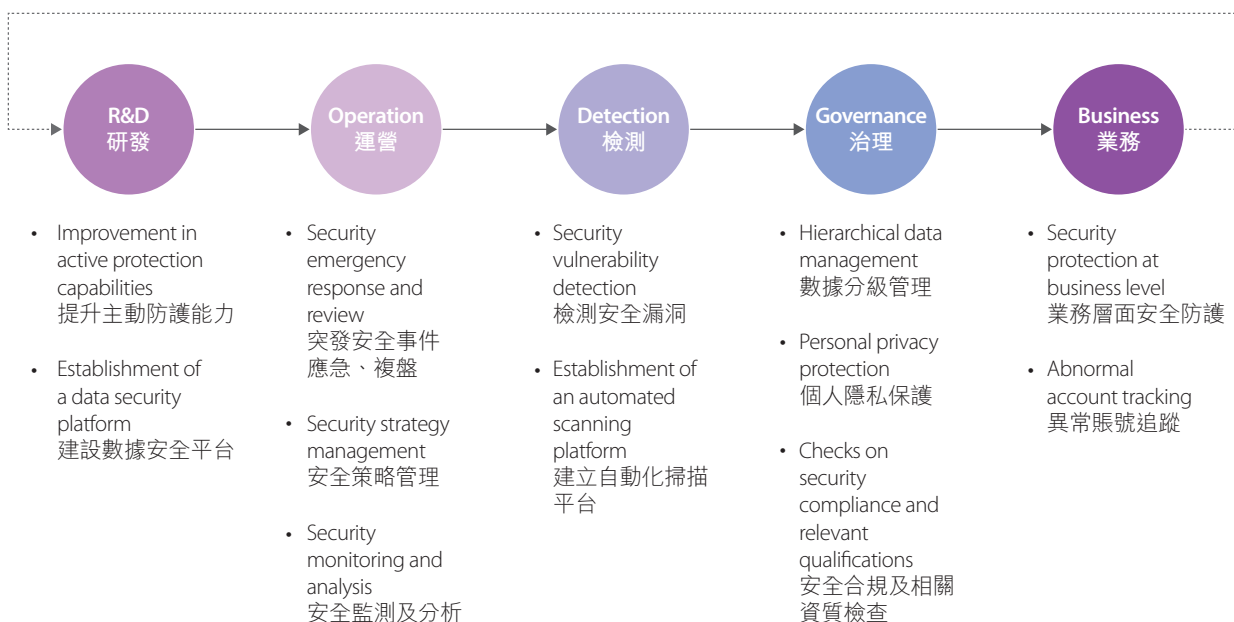 R&D
研發
Operation
運營
Detection
檢測
Governance
治理
Business
業務
• Improvement in
active protection
capabilities
提升主動防護能力
• Establishment of
a data security
platform
建設數據安全平台
• Security
emergency
response and
review
突發安全事件
應急、複盤
• Security strategy
management
安全策略管理
• Security
monitoring and
analysis
安全監測及分析
• Security
vulnerability
detection
檢測安全漏洞
• Establishment of
an automated
scanning
platform
建立自動化掃描
平台
• Hierarchical data
management
數據分級管理
• Personal privacy
protection
個人隱私保護
• Checks on
security
compliance and
relevant
qualifications
安全合規及相關
資質檢查
• Security
protection at
business level
業務層面安全防護
• Abnormal
account tracking
異常賬號追蹤